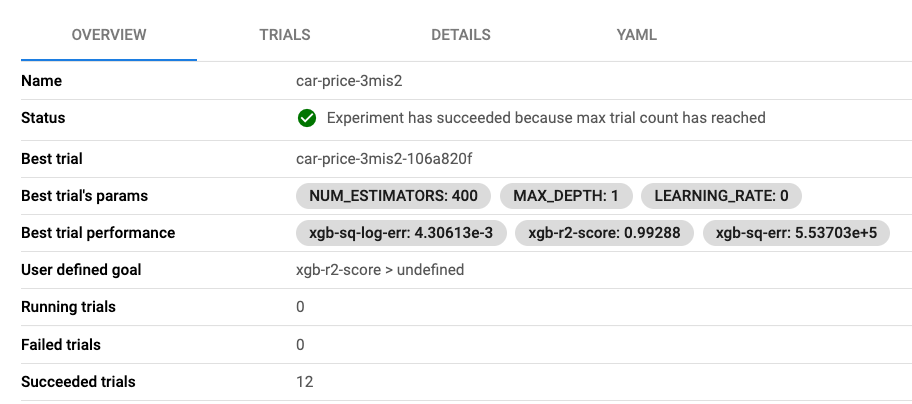 OVERVIEW TRIALS DETAILS YAML
Name car-price-3mis2
Status Experiment has succeeded because max trial count has reached
Best trial car-price-3mis2-106a820f
Best trial's params NUM_ESTIMATORS: 400 MAX_DEPTH: 1 LEARNING_RATE: 0
Best trial performance xgb-sq-log-err: 4.30613e-3 xgb-r2-score: 0.99288 xgb-sq-err: 5.53703e+5
User defined goal xgb-r2-score > undefined
Running trials 0
Failed trials 0
Succeeded trials 12